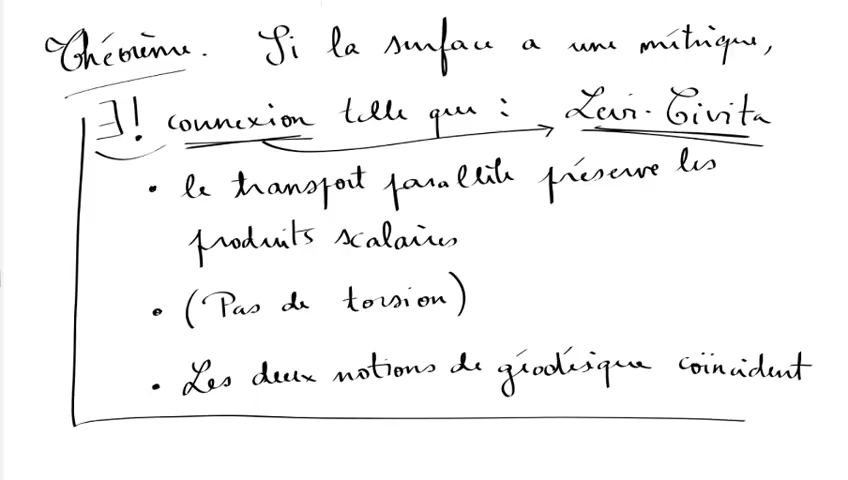 Théorème. Si la surface a une métrique,
∃! connexion telle que : → Levi-Civita
• le transport parallèle préserve les
produits scalaires
• (Pas de torsion)
• Les deux notions de géodésique coïncident